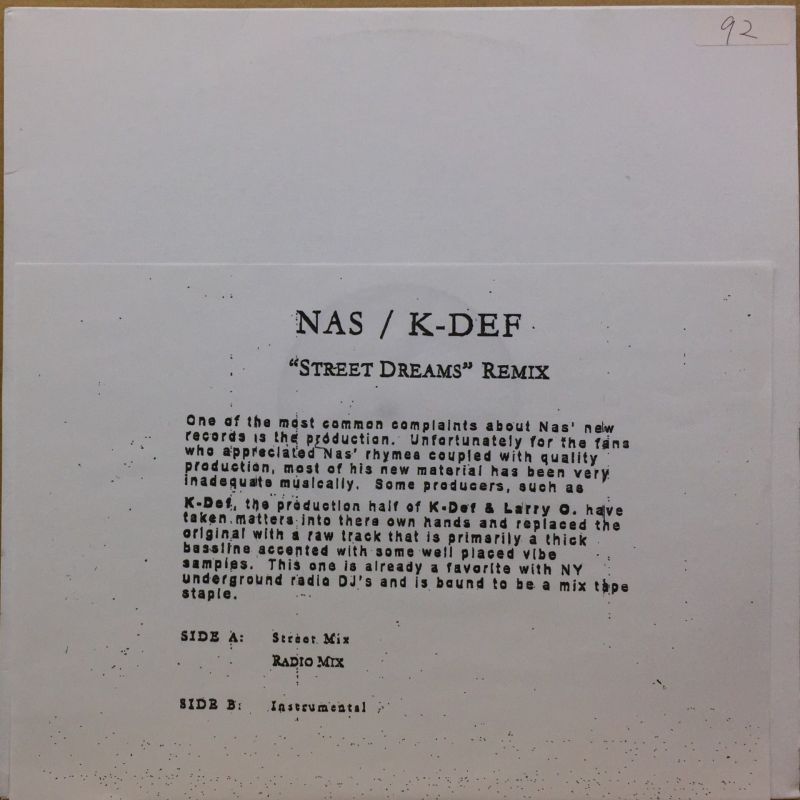 92
NAS / K-DEF
“STREET DREAMS” REMIX
One of the most common complaints about Nas' new
records is the production. Unfortunately for the fans
who appreciated Nas' rhymes coupled with quality
production, most of his new material has been very
inadequate musically. Some producers, such as
K-Def, the production half of K-Def & Larry O. have
taken matters into there own hands and replaced the
original with a raw track that is primarily a thick
bassline accented with some well placed vibe
samples. This one is already a favorite with NY
underground radio DJ's and is bound to be a mix tape
staple.
SIDE A: Street Mix
RADIO MIX
SIDE B: Instrumental